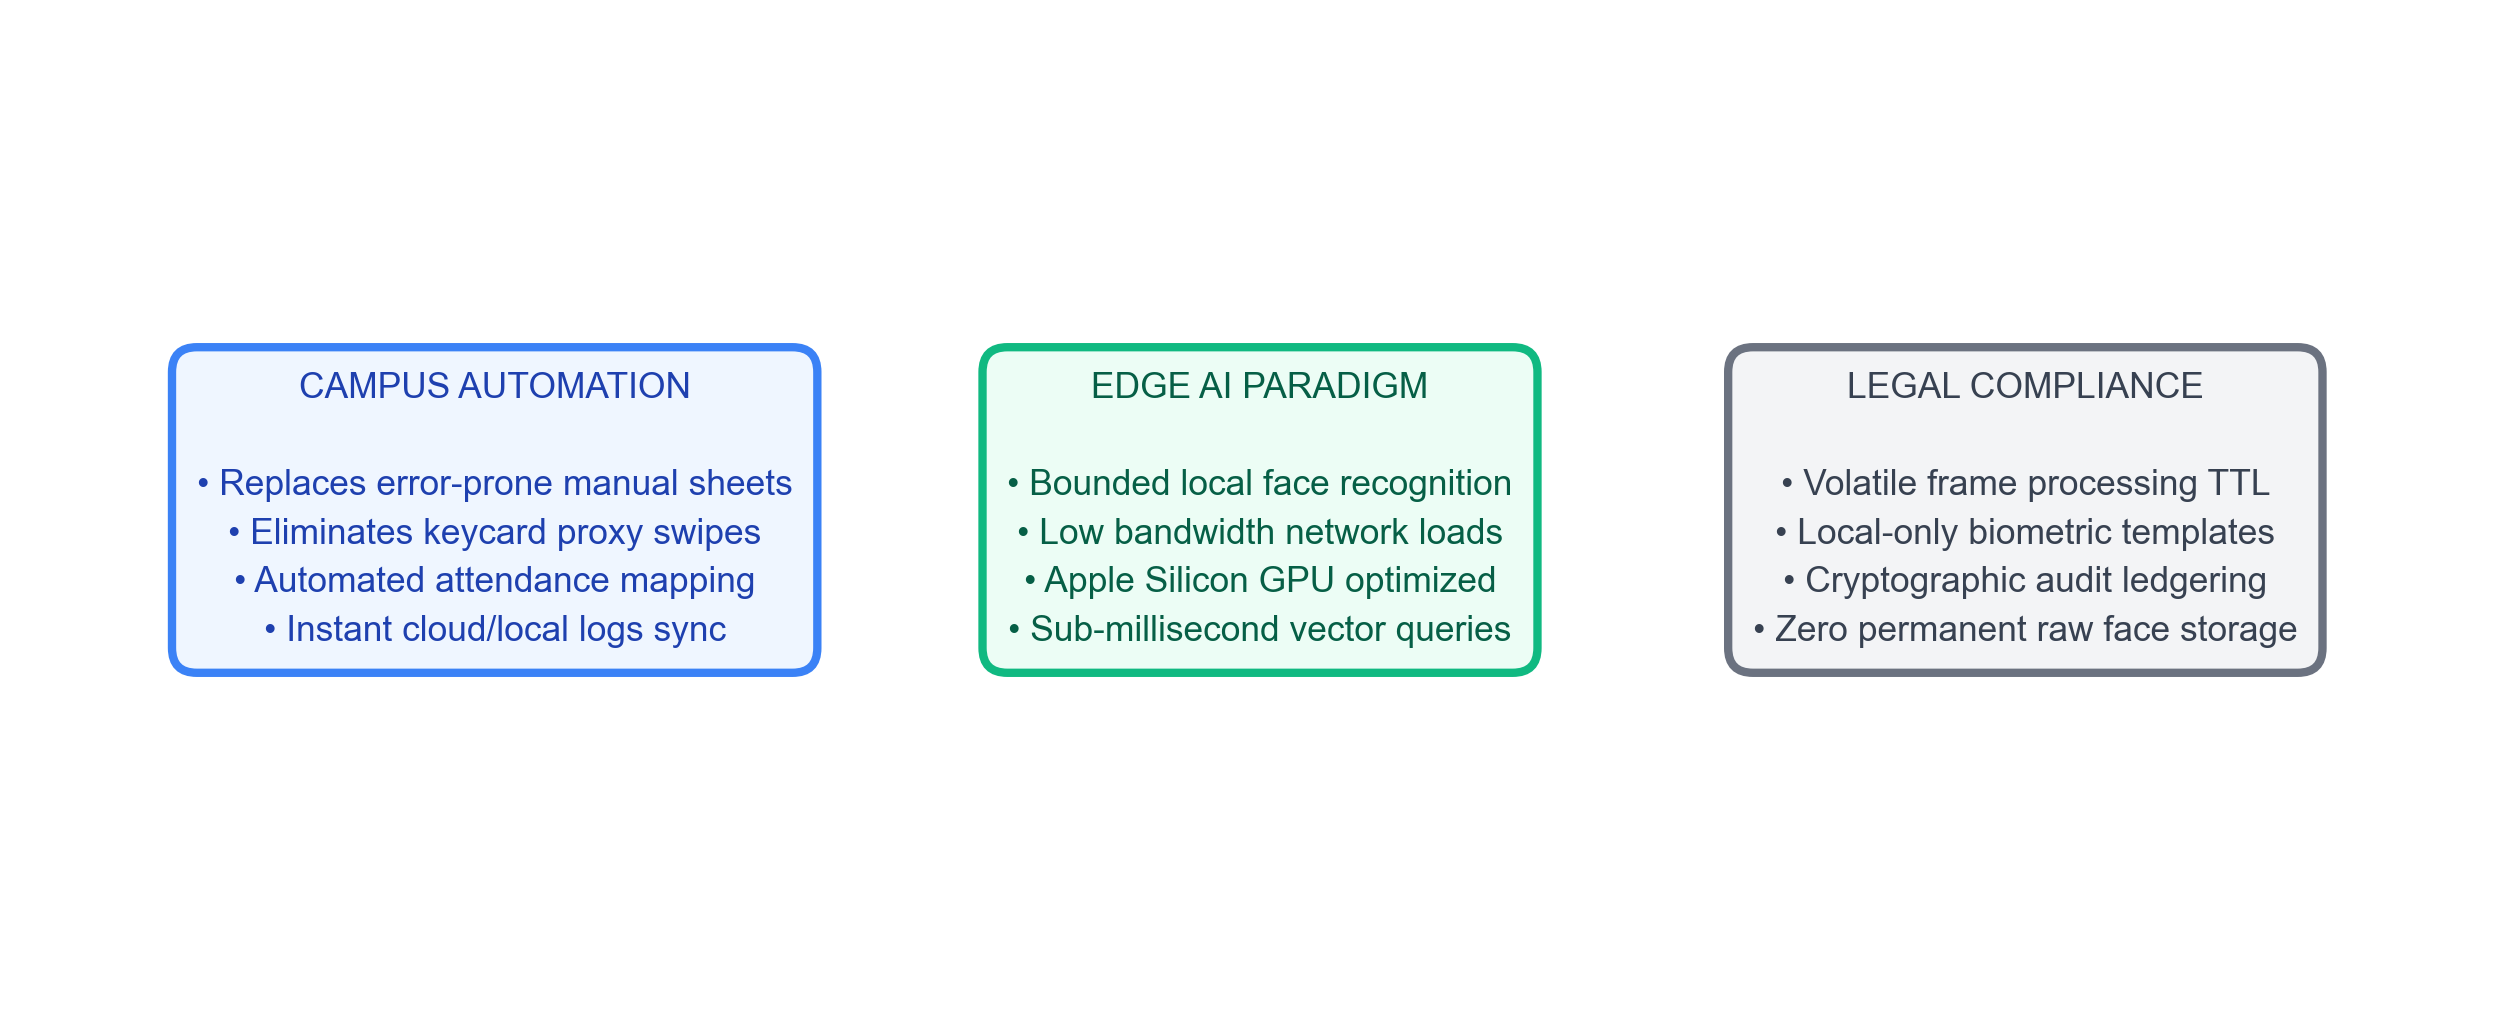 CAMPUS AUTOMATION
• Replaces error-prone manual sheets
• Eliminates keycard proxy swipes
• Automated attendance mapping
• Instant cloud/local logs sync
EDGE AI PARADIGM
• Bounded local face recognition
• Low bandwidth network loads
• Apple Silicon GPU optimized
• Sub-millisecond vector queries
LEGAL COMPLIANCE
• Volatile frame processing TTL
• Local-only biometric templates
• Cryptographic audit ledgering
• Zero permanent raw face storage